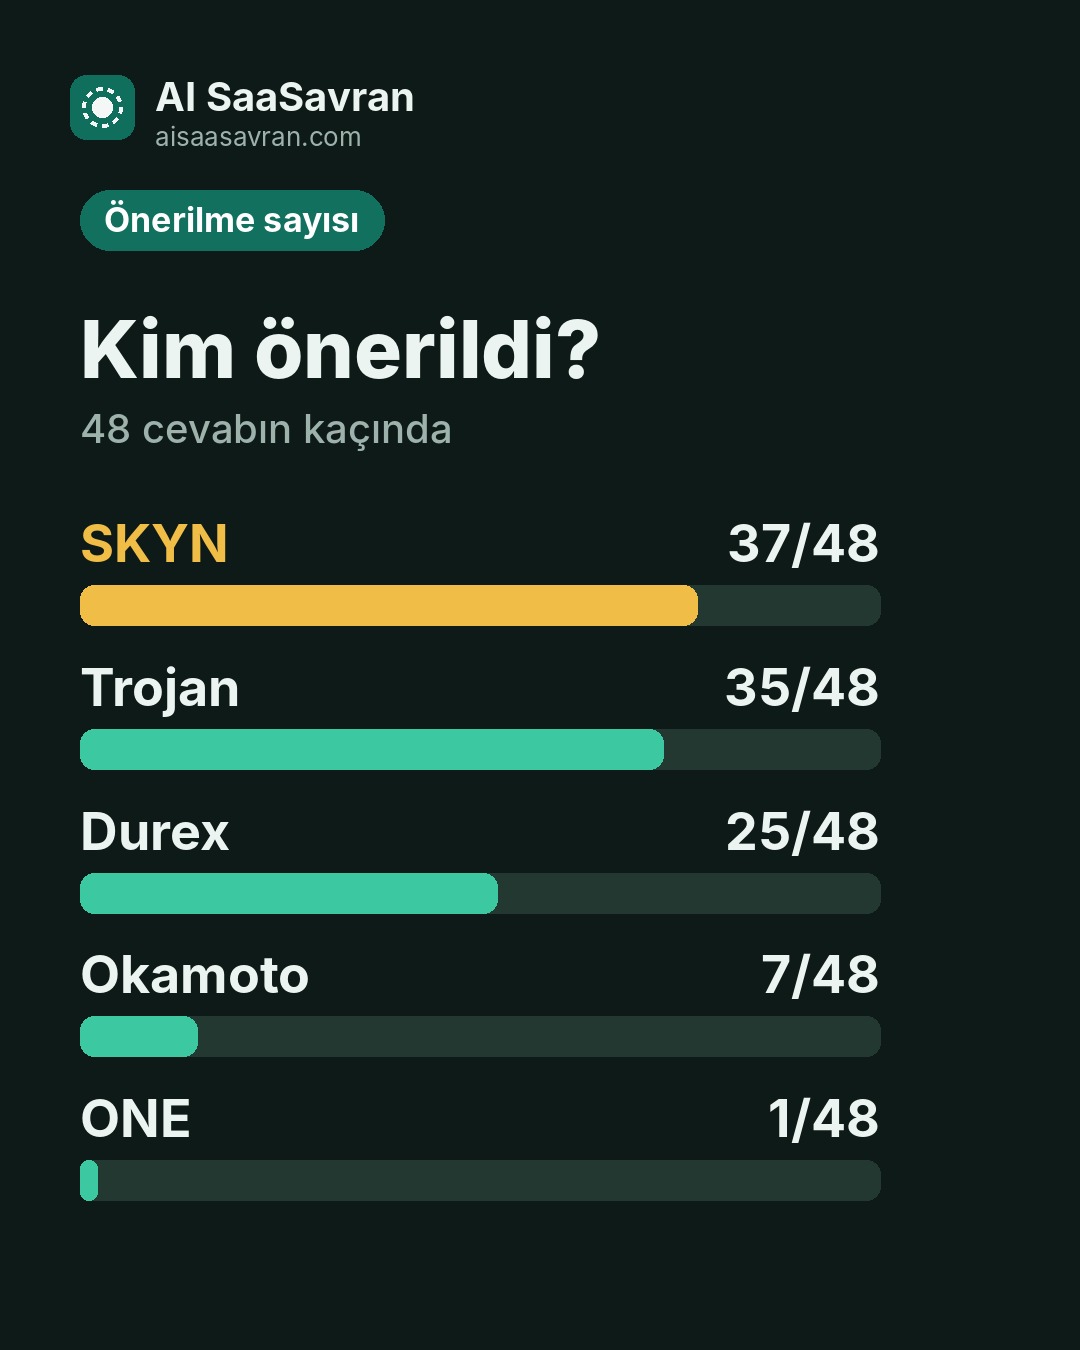 AI SaaSavran
aisaasavran.com
Önerilme sayısı
Kim önerildi?
48 cevabın kaçında
SKYN 37/48
Trojan 35/48
Durex 25/48
Okamoto 7/48
ONE 1/48